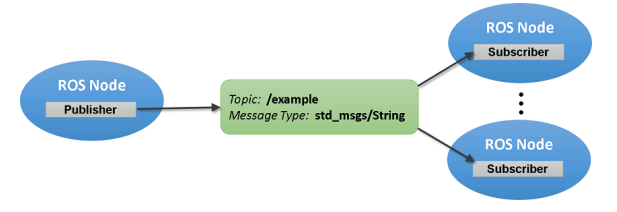 ROS Node
Publisher
Topic: /example
Message Type: std_msgs/String
ROS Node
Subscriber
ROS Node
Subscriber